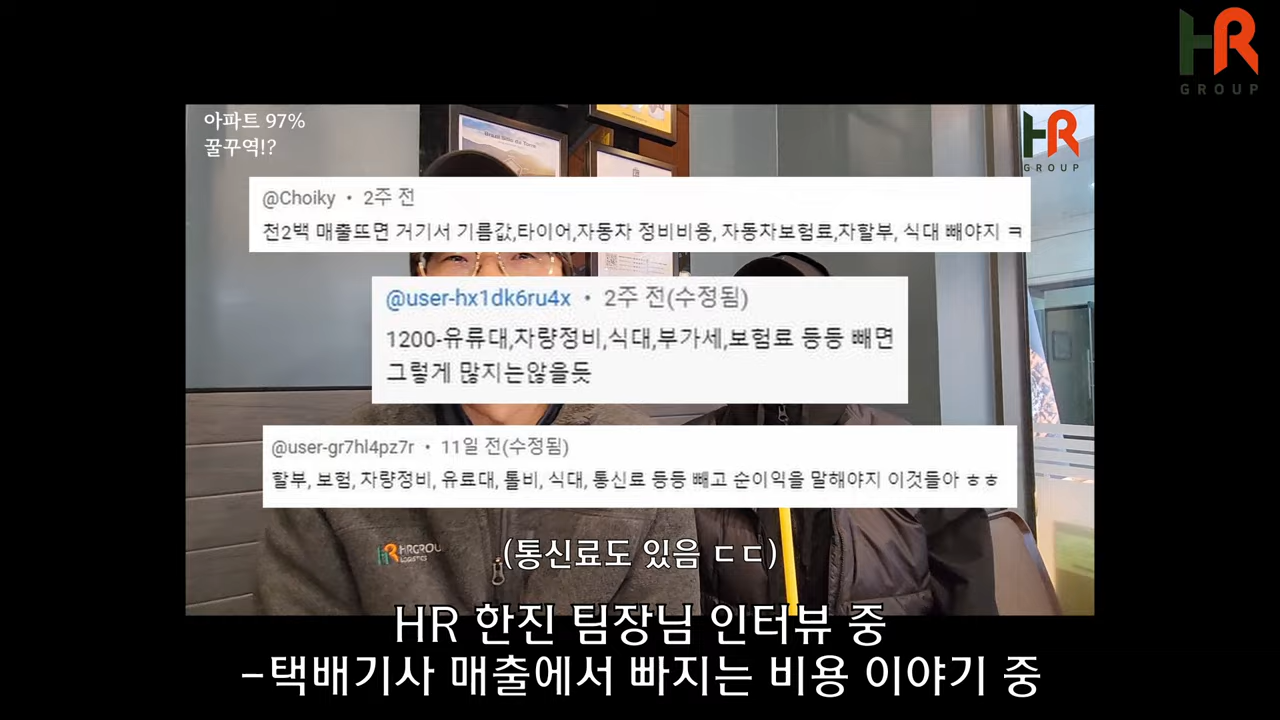 HR
GROUP
아파트 97%
꿀꾸역!?
HR
GROUP
@Choiky • 2주 전
천2백 매출뜨면 거기서 기름값,타이어,자동차 정비비용, 자동차보험료,차할부, 식대 빼야지 ㅋ
@user-hx1dk6ru4x • 2주 전(수정됨)
1200-유류대,차량정비,식대,부가세,보험료 등등 빼면
그렇게 많지는않을듯
@user-gr7hl4pz7r • 11일 전(수정됨)
할부, 보험, 차량정비, 유료대, 톨비, 식대, 통신료 등등 빼고 순이익을 말해야지 이것들아 ㅎㅎ
HR HRGROU
LOGISTICS
(통신료도 있음 ㄷㄷ)
HR 한진 팀장님 인터뷰 중
-택배기사 매출에서 빠지는 비용 이야기 중